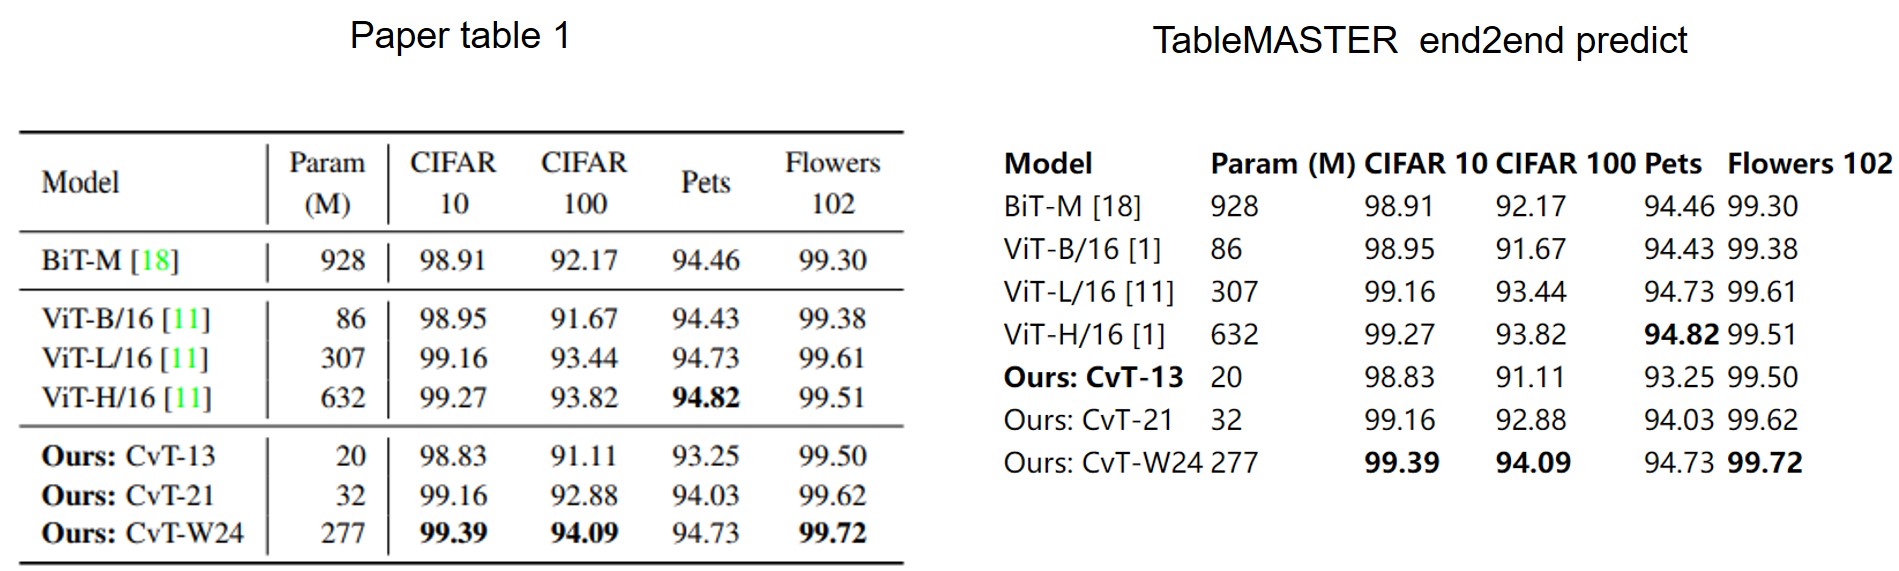 Paper table 1
Model Param (M) CIFAR 10 CIFAR 100 Pets Flowers 102
BiT-M [18] 928 98.91 92.17 94.46 99.30
ViT-B/16 [11] 86 98.95 91.67 94.43 99.38
ViT-L/16 [11] 307 99.16 93.44 94.73 99.61
ViT-H/16 [11] 632 99.27 93.82 94.82 99.51
Ours: CvT-13 20 98.83 91.11 93.25 99.50
Ours: CvT-21 32 99.16 92.88 94.03 99.62
Ours: CvT-W24 277 99.39 94.09 94.73 99.72
TableMASTER end2end predict
Model Param (M) CIFAR 10 CIFAR 100 Pets Flowers 102
BiT-M [18] 928 98.91 92.17 94.46 99.30
ViT-B/16 [1] 86 98.95 91.67 94.43 99.38
ViT-L/16 [11] 307 99.16 93.44 94.73 99.61
ViT-H/16 [1] 632 99.27 93.82 94.82 99.51
Ours: CvT-13 20 98.83 91.11 93.25 99.50
Ours: CvT-21 32 99.16 92.88 94.03 99.62
Ours: CvT-W24 277 99.39 94.09 94.73 99.72